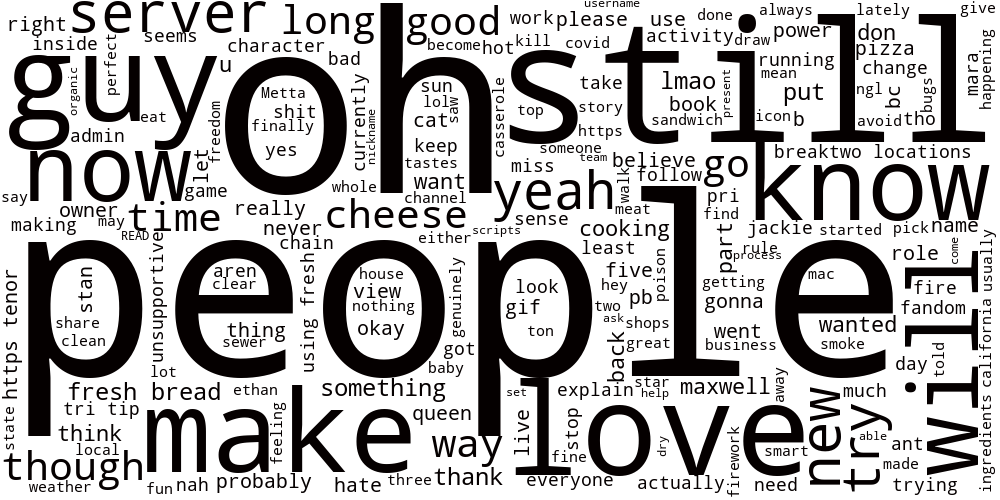 right
server
long
good
username
work
please
use
done
always
lately
give
inside
seems
character
become
hot
kill
covid
activity
draw
power
don
pizza
guy
oh
still
organic
perfect
u
bad
Metta
shit
finally
yes
currently
nickname
sun
lol
saw
cat
keep
tastes
want
channel
casserole
top
take
story
https
someone
team
lmao
book
sandwich
present
running
mean
put
icon
b
change
ngl
bc
bugs
avoid
tho
mara
happening
eat
admin
freedom
let
game
now
say
owner
may
making
READ
time
really
never
whole
cheese
chain
either
scripts
yeah
miss
sense
believe
follow
walk
meat
cooking
least
go
pri
find
part
breaktwo locations
know
jackie
started
pick
name
rule
process
role
come
people
https tenor
stan
share
clean
unsupportive
lot
aren
clear
thing
sewer
using fresh
house
view
nothing
okay
genuinely
got
baby
look
gif
ton
five
hey
pb
two
ask
shops
great
poison
back
getting
gonna
went
business
mac
wanted
smoke
fire
fandom
day
told
will
ingredients california usually
fresh
bread
ethan
something
tri tip
think
local
state
though
weather
make
feeling
fun
nah
probably
hate
three
queen
way
thank
set
live
love
explain
star
help
maxwell
away
stop
fine
everyone
dry
actually
firework
smart
need
new
try
much
able
ant
made
trying